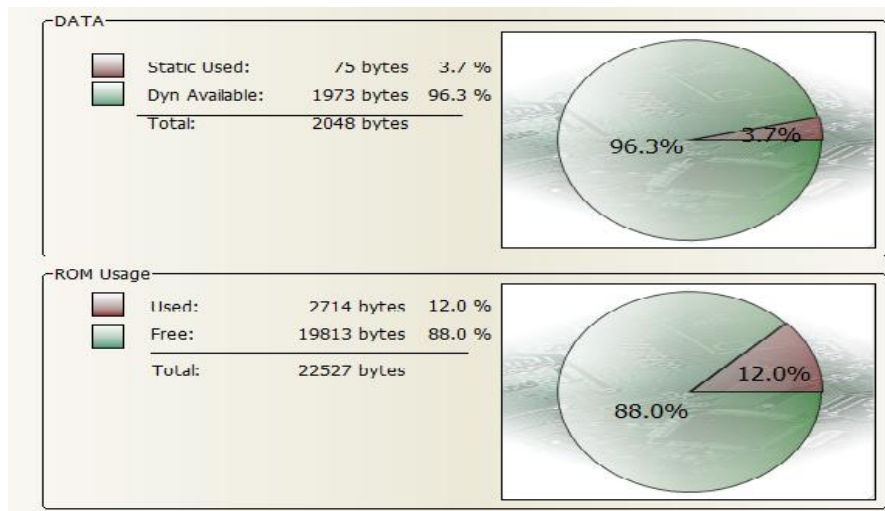 DATA
Static Used: 75 bytes 3.7 %
Dyn Available: 1973 bytes 96.3 %
Total: 2048 bytes
96.3% 3.7%
ROM Usage
Used: 2714 bytes 12.0 %
Free: 19813 bytes 88.0 %
Total: 22527 bytes
12.0%
88.0%